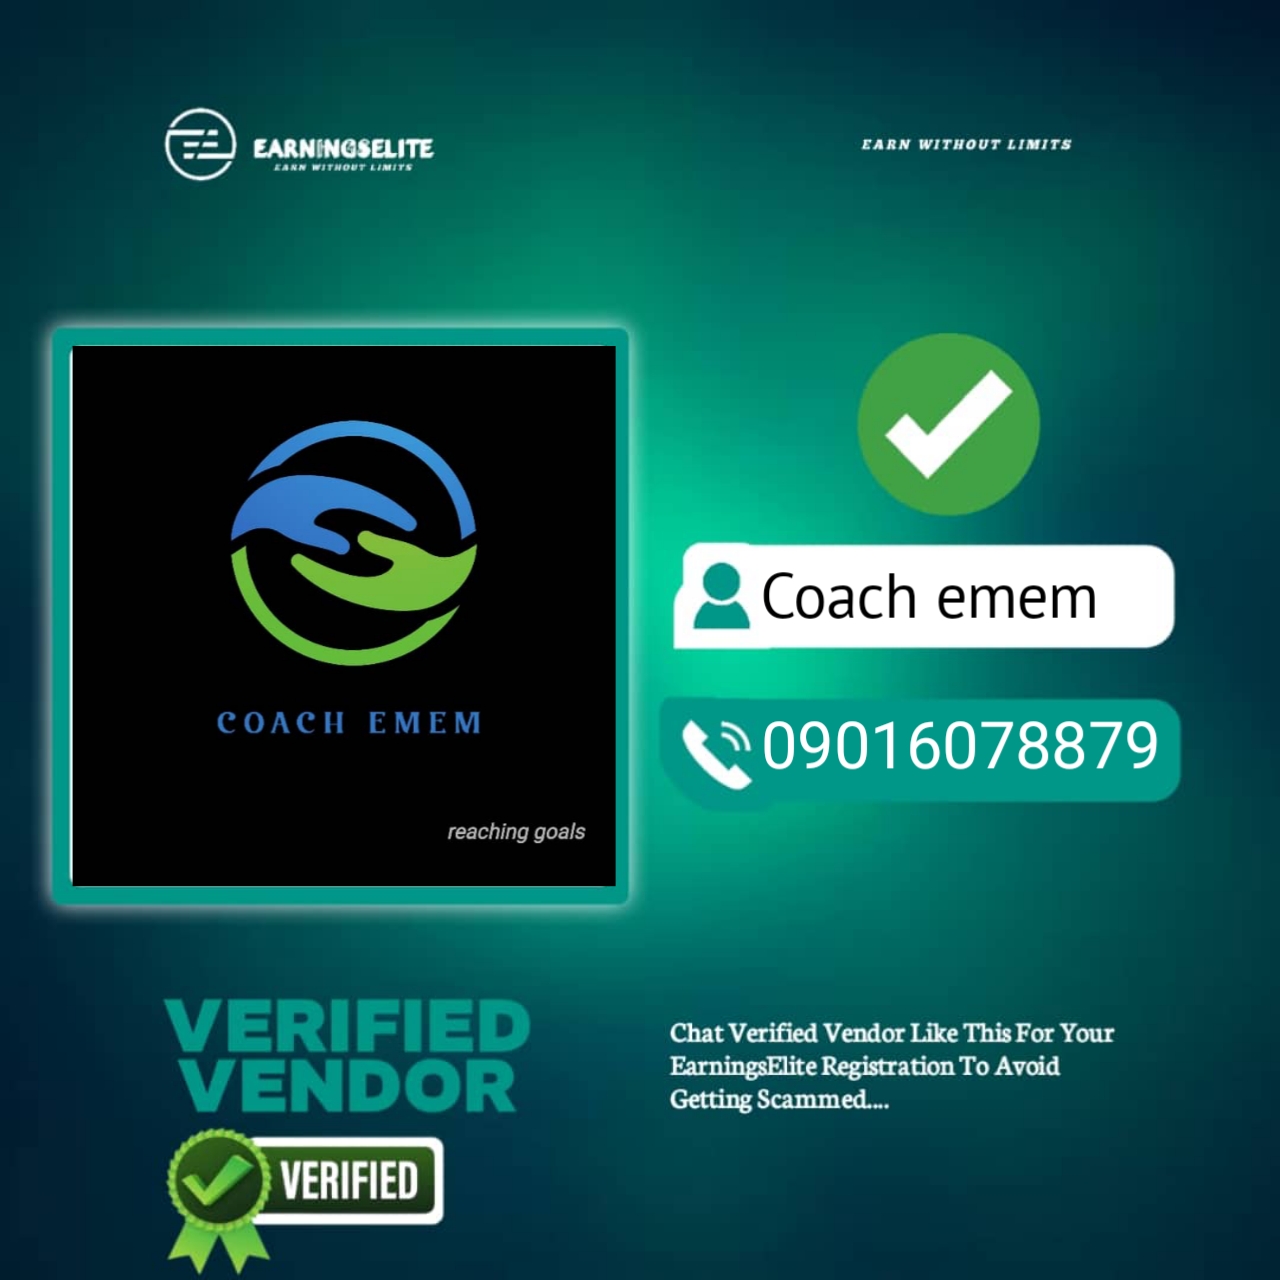 EARNINGSELITE
EARN WITHOUT LIMITS
EARN WITHOUT LIMITS
COACH EMEM
reaching goals
Coach emem
09016078879
VERIFIED
VENDOR
VERIFIED
Chat Verified Vendor Like This For Your
EarningsElite Registration To Avoid
Getting Scammed....